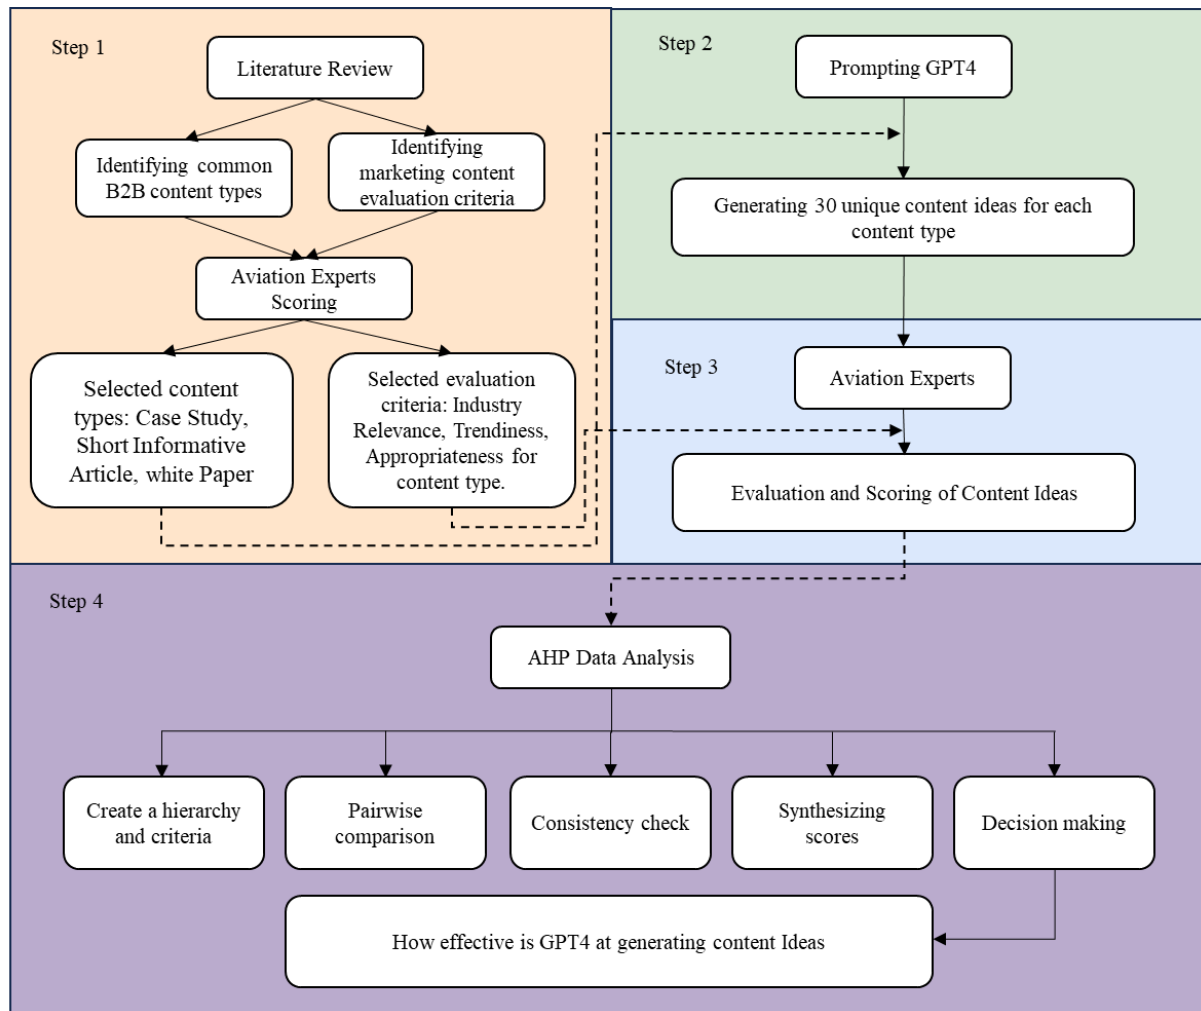 Step 1
Literature Review
Identifying common
B2B content types
Identifying
marketing content
evaluation criteria
Aviation Experts
Scoring
Selected content
types: Case Study,
Short Informative
Article, white Paper
Selected evaluation
criteria: Industry
Relevance, Trendiness,
Appropriateness for
content type.
Step 2
Prompting GPT4
Generating 30 unique content ideas for each
content type
Step 3
Aviation Experts
Evaluation and Scoring of Content Ideas
Step 4
AHP Data Analysis
Create a hierarchy
and criteria
Pairwise
comparison
Consistency check
Synthesizing
scores
Decision making
How effective is GPT4 at generating content Ideas